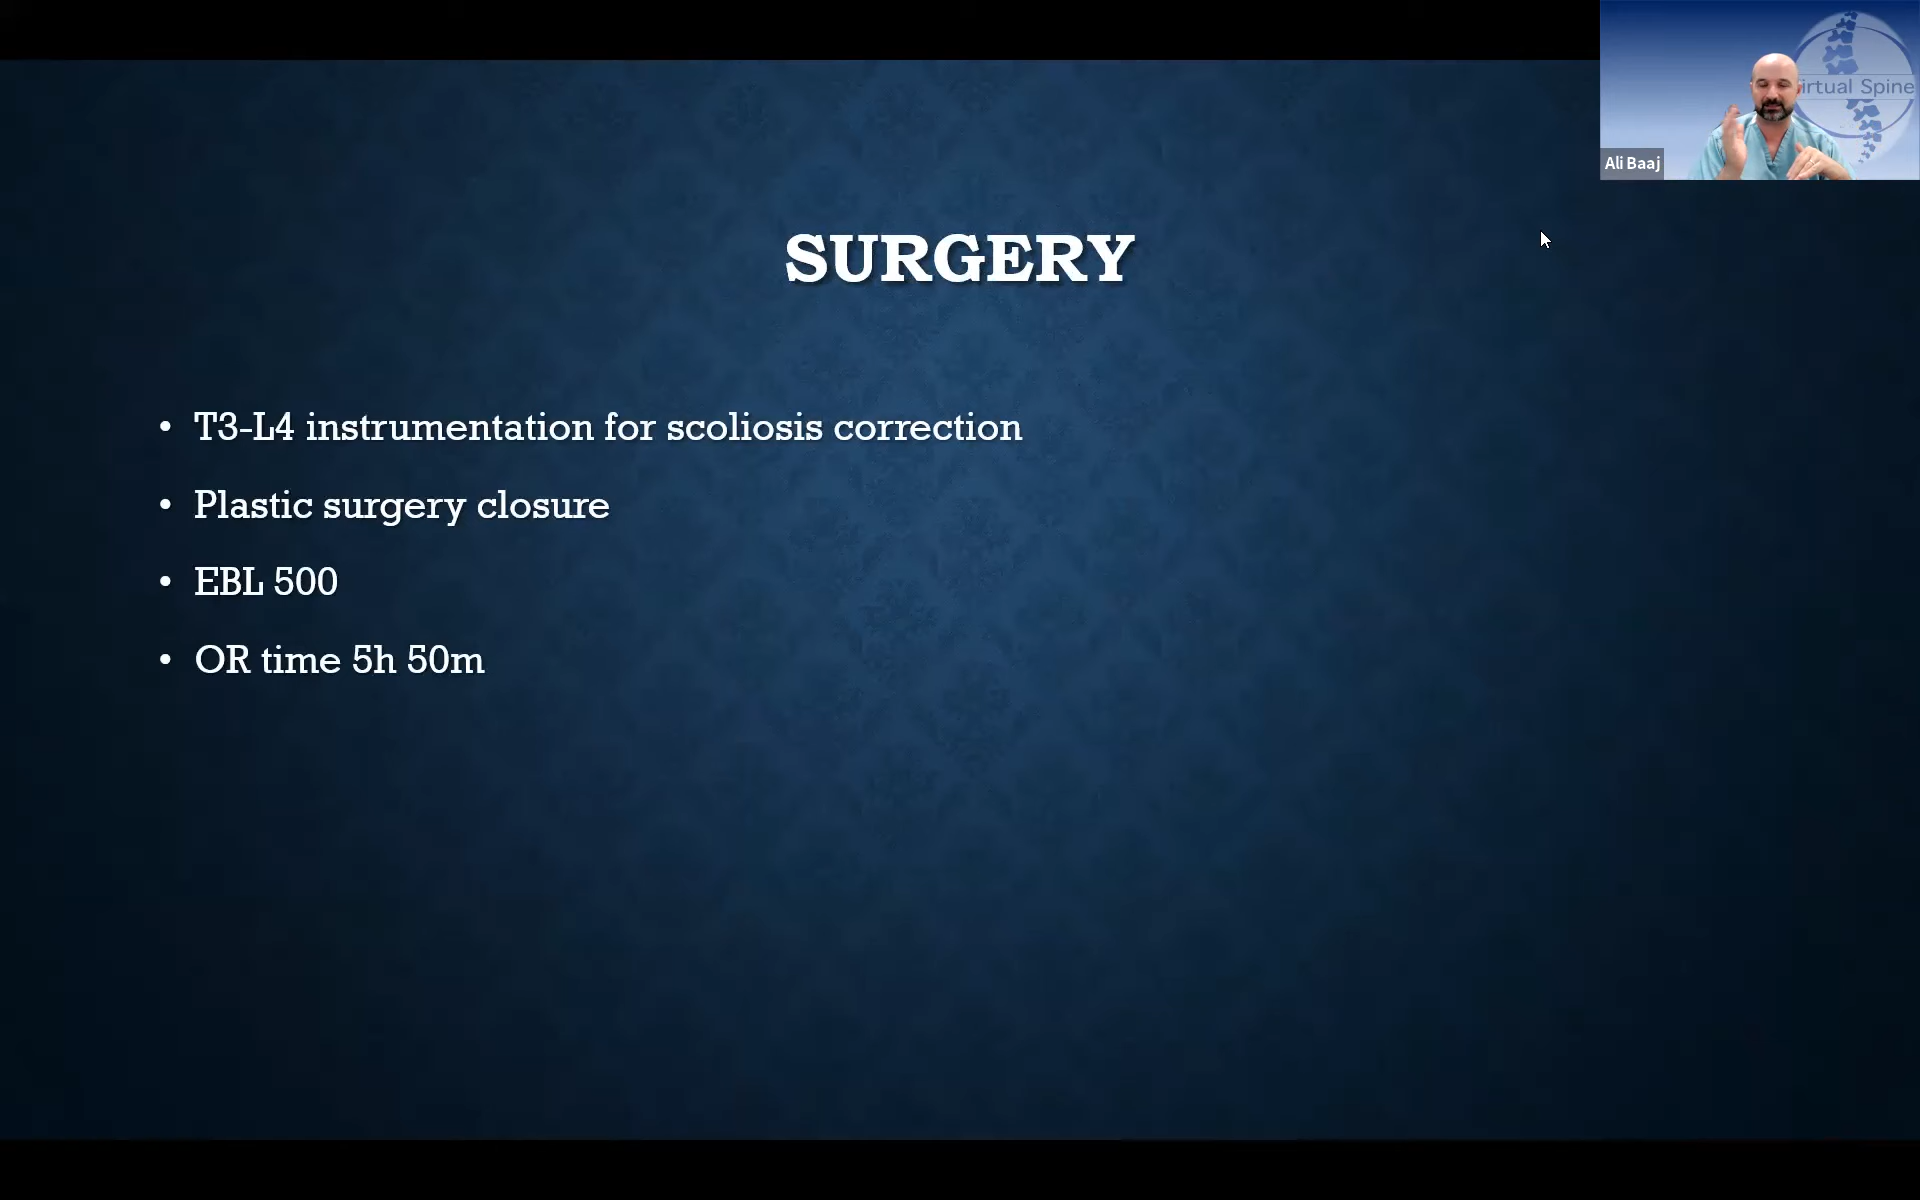 irtual Spine
Ali Baaj
SURGERY
• T3-L4 instrumentation for scoliosis correction
• Plastic surgery closure
• EBL 500
• OR time 5h 50m